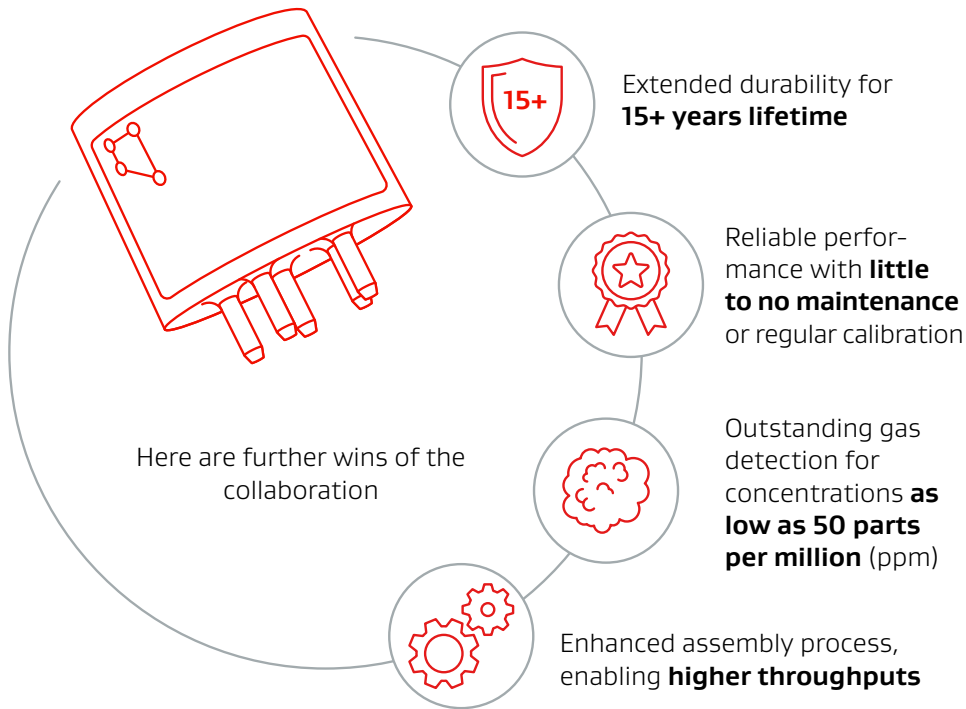 15+
Extended durability for
15+ years lifetime
Reliable perfor-
mance with little
to no maintenance
or regular calibration
Here are further wins of the
collaboration
Outstanding gas
detection for
concentrations as
low as 50 parts
per million (ppm)
Enhanced assembly process,
enabling higher throughputs